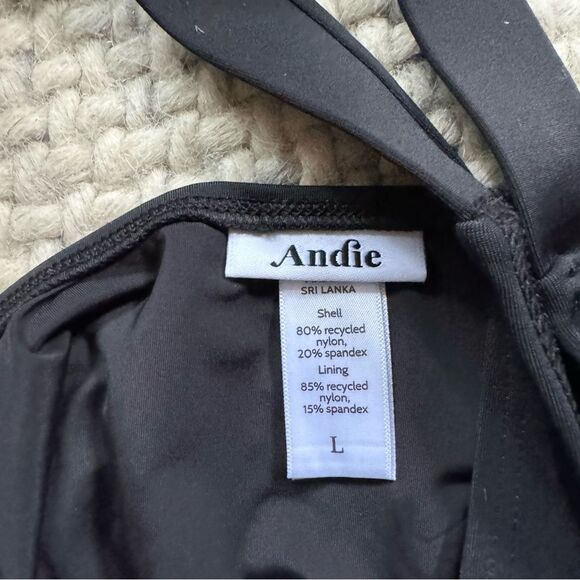 Andie
SRI LANKA
Shell
80% recycled
nylon,
20% spandex
Lining
85% recycled
nylon,
15% spandex
L